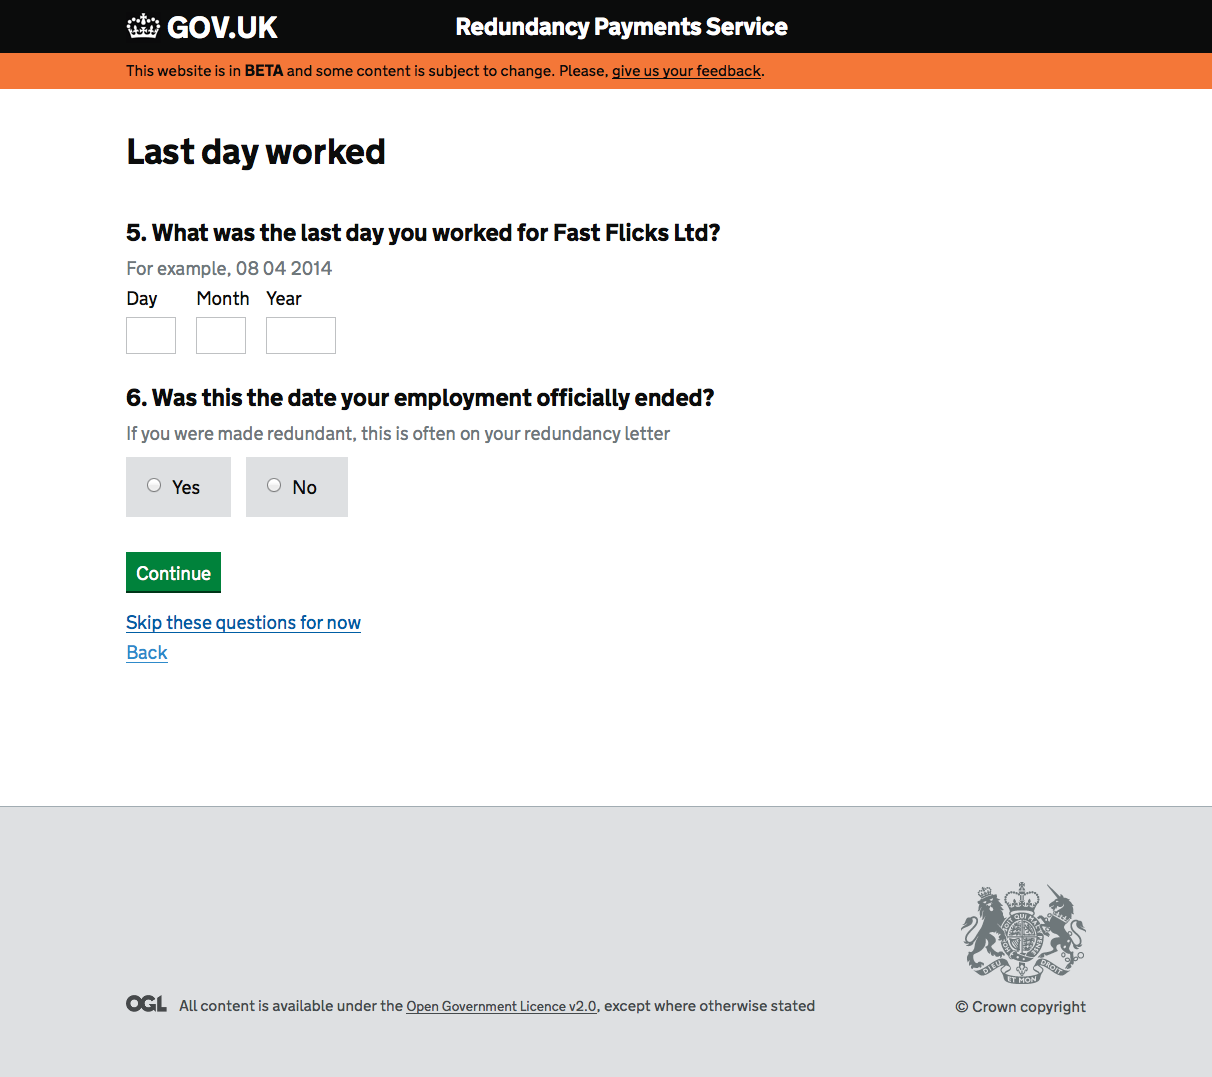 GOV.UK
Redundancy Payments Service
This website is in BETA and some content is subject to change. Please, give us your feedback.
Last day worked
5. What was the last day you worked for Fast Flicks Ltd?
For example, 08 04 2014
Day Month Year
6. Was this the date your employment officially ended?
If you were made redundant, this is often on your redundancy letter
Yes No
Continue
Skip these questions for now
Back
DIEU ET MON DROIT
OGL All content is available under the Open Government Licence v2.0, except where otherwise stated
© Crown copyright